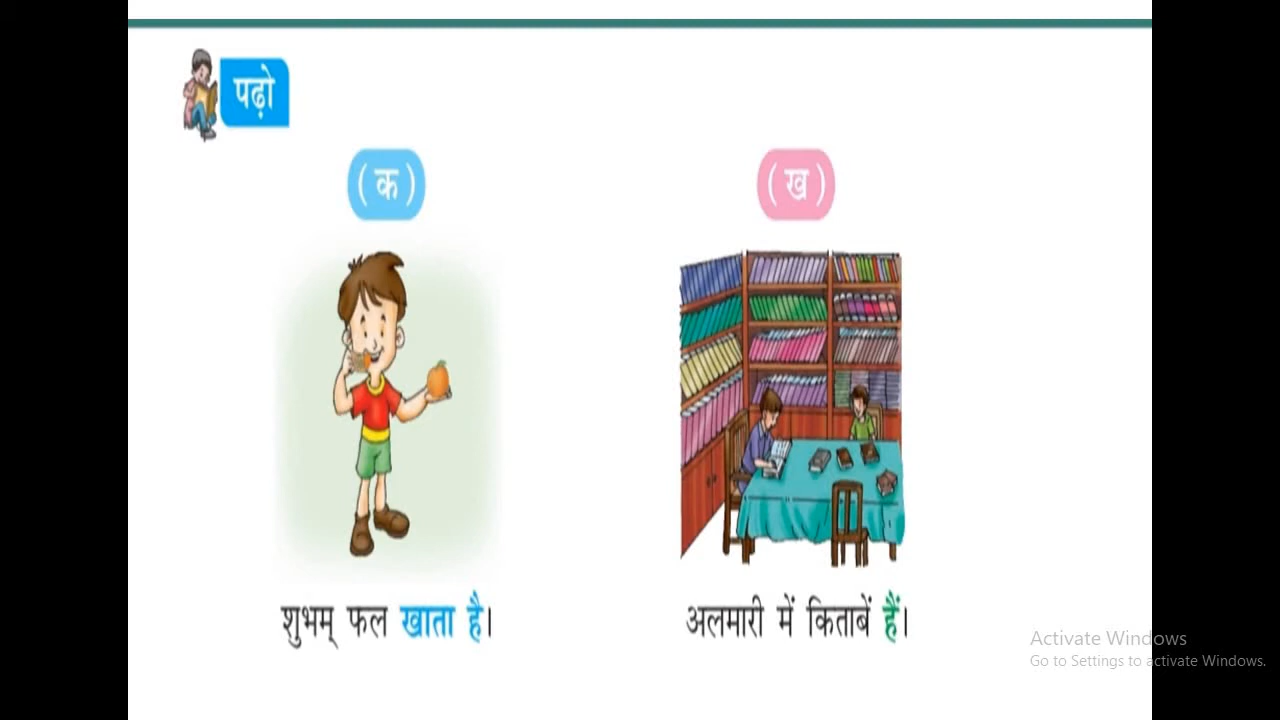 पढ़ो
( क )
( ख )
शुभम् फल खाता है।
अलमारी में किताबें हैं।
Activate Windows
Go to Settings to activate Windows.